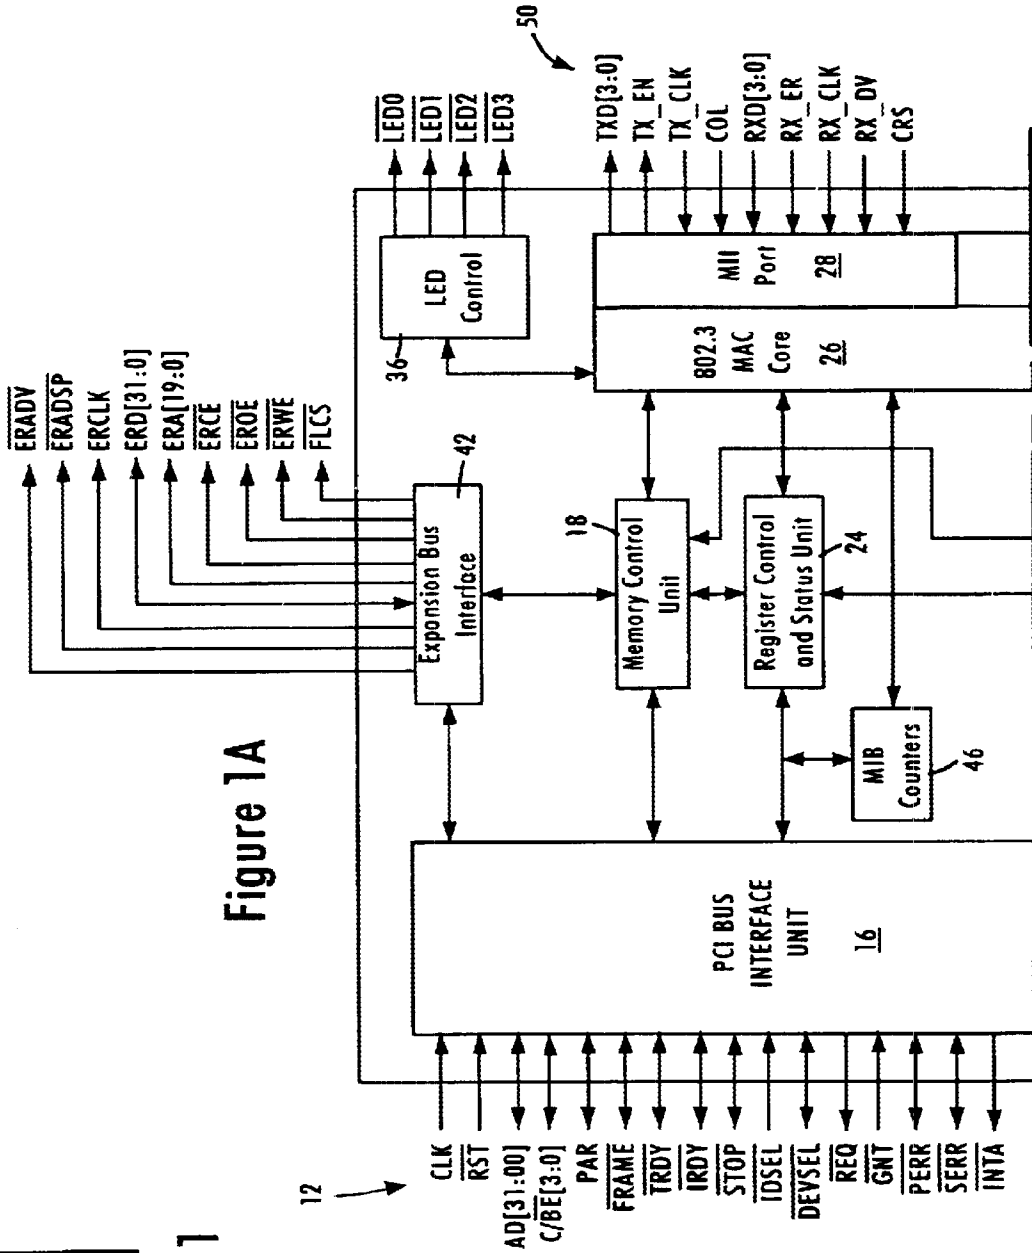 Figure 1A
1
12
CLK
RST
AD[31:00]
C/BE[3:0]
PAR
FRAME
TRDY
IRDY
STOP
IDSEL
DEVSEL
REQ
GNT
PERR
SERR
INTA
PCI BUS
INTERFACE
UNIT
16
ERADV
ERADSP
ERCLK
ERD[31:0]
ERA[19:0]
ERCE
EROE
ERWE
FLCS
Expansion Bus
Interface
42
Memory Control
Unit
18
Register Control
and Status Unit
24
MIB
Counters
46
LED
Control
36
LED0
LED1
LED2
LED3
802.3
MAC
Core
26
MII
Port
28
50
TXD[3:0]
TX_EN
TX_CLK
COL
RXD[3:0]
RX_ER
RX_CLK
RX_DV
CRS